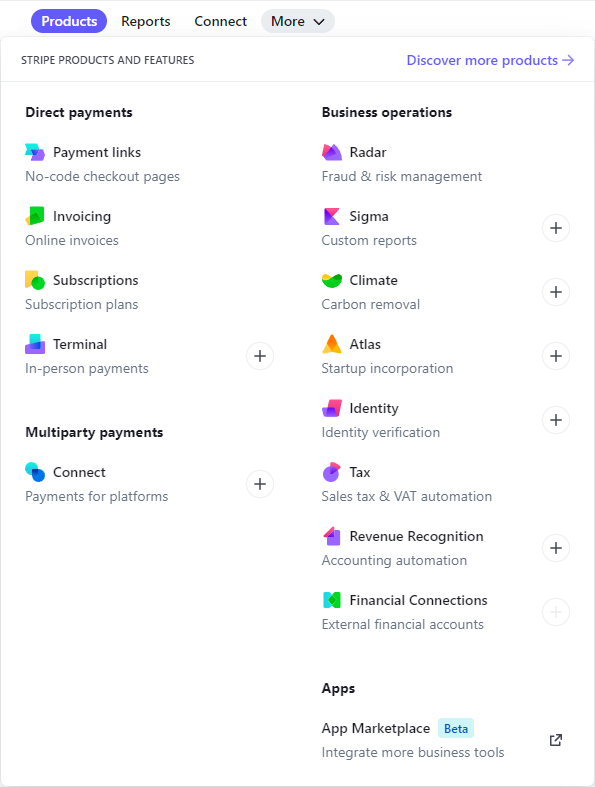 Products
Reports
Connect
More
STRIPE PRODUCTS AND FEATURES
Discover more products
Direct payments
Payment links
No-code checkout pages
Invoicing
Online invoices
Subscriptions
Subscription plans
Terminal
In-person payments
Multiparty payments
Connect
Payments for platforms
Business operations
Radar
Fraud & risk management
Sigma
Custom reports
Climate
Carbon removal
Atlas
Startup incorporation
Identity
Identity verification
Tax
Sales tax & VAT automation
Revenue Recognition
Accounting automation
Financial Connections
External financial accounts
Apps
App Marketplace Beta
Integrate more business tools